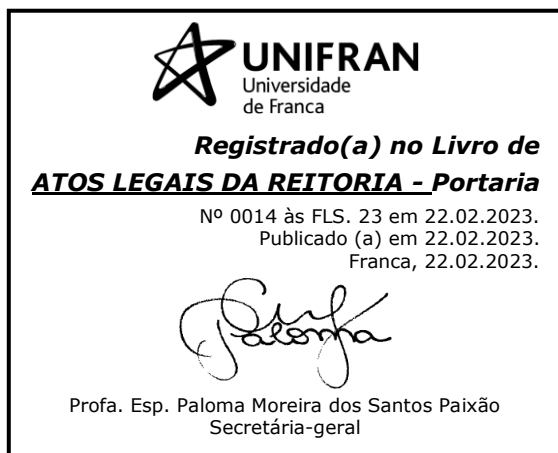 UNIFRAN
Universidade
de Franca
Registrado(a) no Livro de
ATOS LEGAIS DA REITORIA - Portaria
Nº 0014 às FLS. 23 em 22.02.2023.
Publicado (a) em 22.02.2023.
Franca, 22.02.2023.
Paloma
Profa. Esp. Paloma Moreira dos Santos Paixão
Secretária-geral